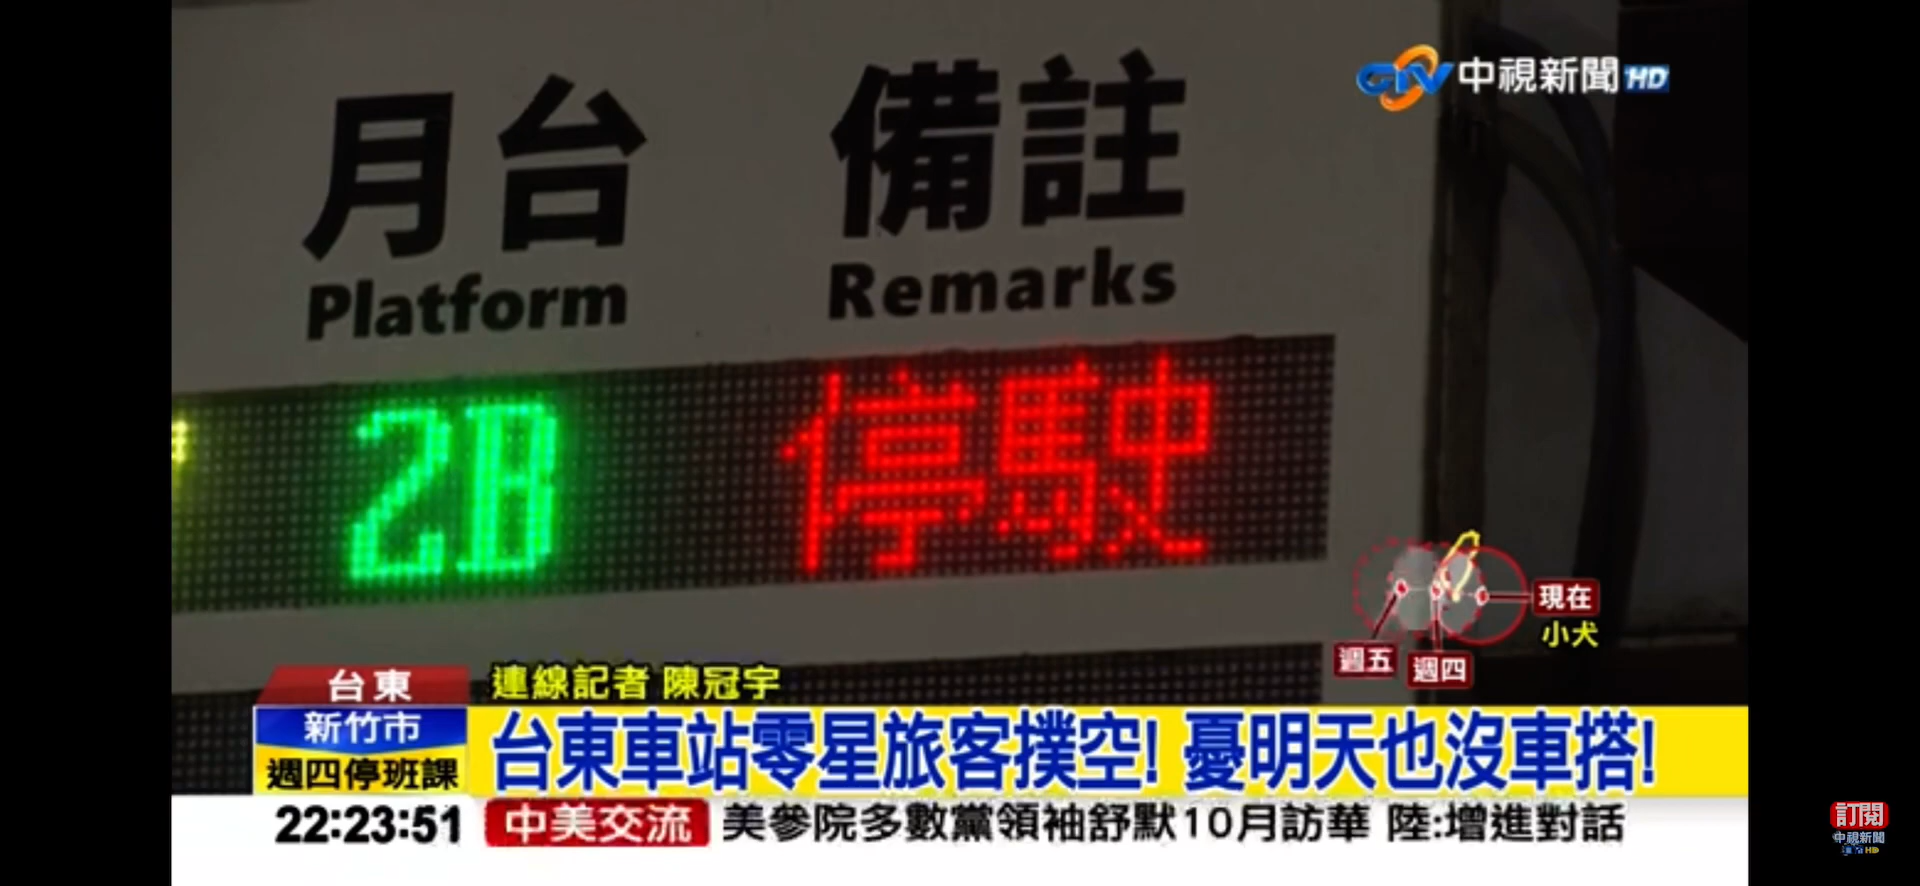 月台 備註
Platform Remarks
2B 停駛
CTV 中視新聞HD
現在
小犬
週五 週四
台東 連線記者 陳冠宇
新竹市
週四停班課
台東車站零星旅客撲空! 憂明天也沒車搭!
22:23:51 中美交流 美參院多數黨領袖舒默10月訪華 陸:增進對話
訂閱
中視新聞
HD